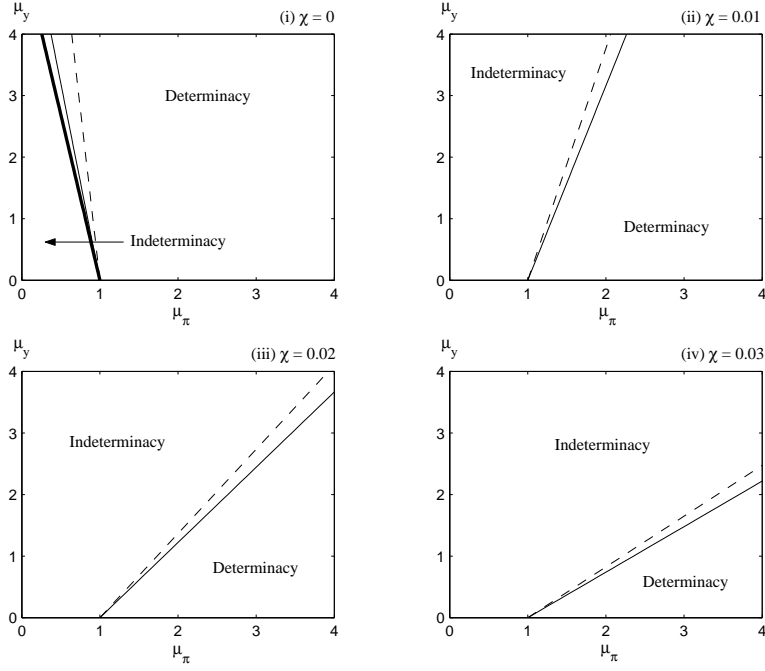 μy
(i) χ = 0
4
3
2
1
0
Determinacy
Indeterminacy
0
1
2
3
4
μπ
(ii) χ = 0.01
4
3
2
1
0
Indeterminacy
Determinacy
0
1
2
3
4
μπ
μy
μy
(iii) χ = 0.02
4
3
2
1
0
Indeterminacy
Determinacy
0
1
2
3
4
μπ
μy
(iv) χ = 0.03
4
3
2
1
0
Indeterminacy
Determinacy
0
1
2
3
4
μπ